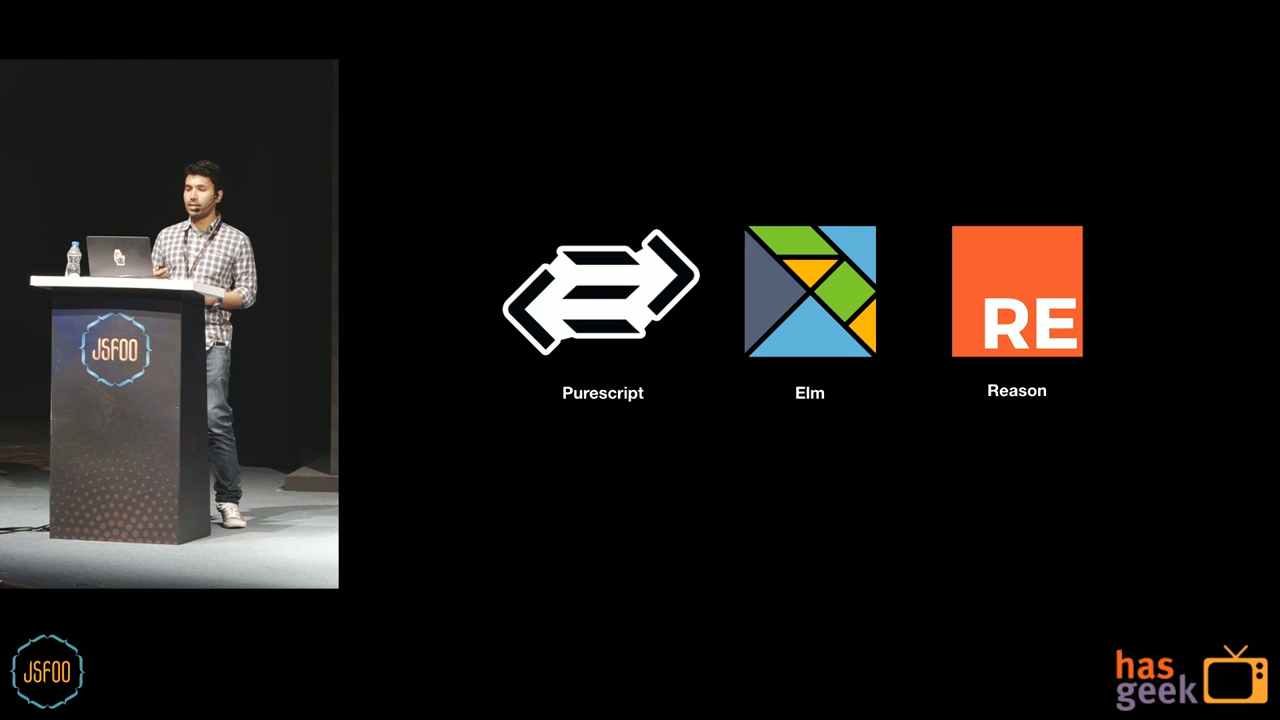 JSFOO
RE
Purescript
Elm
Reason
JSFOO
has
geek